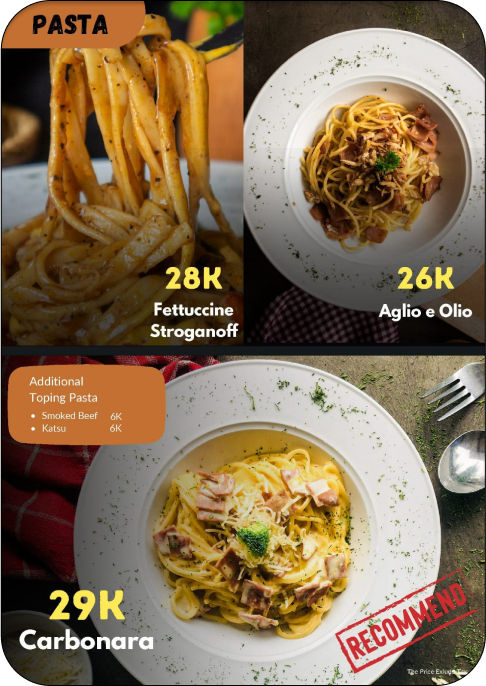 PASTA
28K
Fettuccine
Stroganoff
26K
Aglio e Olio
Additional
Toping Pasta
• Smoked Beef 6K
• Katsu 6K
29K
Carbonara
RECOMMEND
The Price Exlude